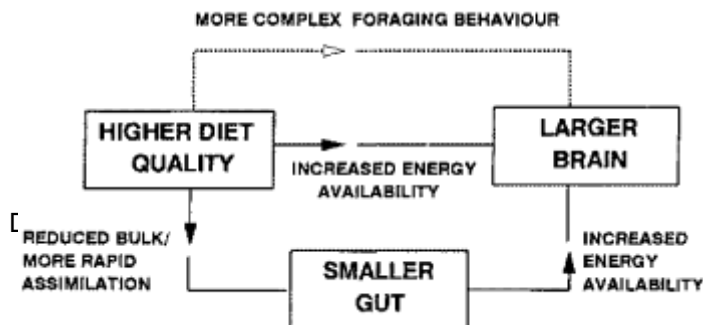 MORE COMPLEX FORAGING BEHAVIOUR
HIGHER DIET
QUALITY
LARGER
BRAIN
INCREASED ENERGY
AVAILABILITY
REDUCED BULK/
MORE RAPID
ASSIMILATION
SMALLER
GUT
INCREASED
ENERGY
AVAILABILITY